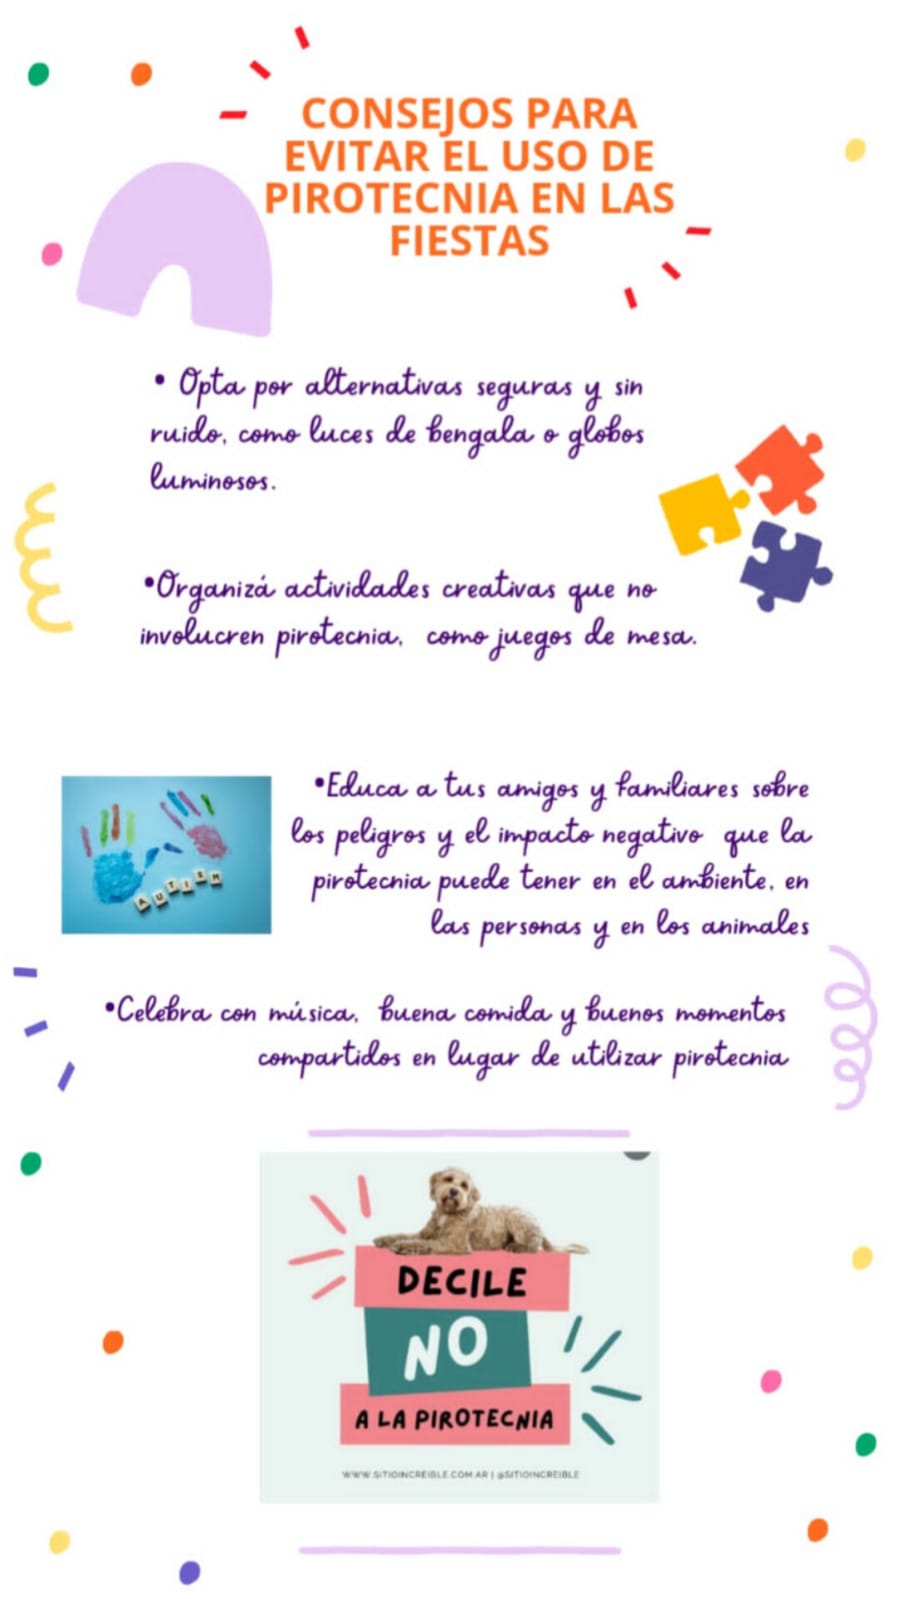 CONSEJOS PARA
EVITAR EL USO DE
PIROTECNIA EN LAS
FIESTAS
• Opta por alternativas seguras y sin
ruido, como luces de bengala o globos
luminosos.
•Organizá actividades creativas que no
involucren pirotecnia, como juegos de mesa.
•Educa a tus amigos y familiares sobre
los peligros y el impacto negativo que la
pirotecnia puede tener en el ambiente, en
las personas y en los animales
AUTISM
•Celebra con música, buena comida y buenos momentos
compartidos en lugar de utilizar pirotecnia
DECILE
NO
A LA PIROTECNIA
WWW.SITIOINCREIBLE.COM.AR | @SITIOINCREIBLE